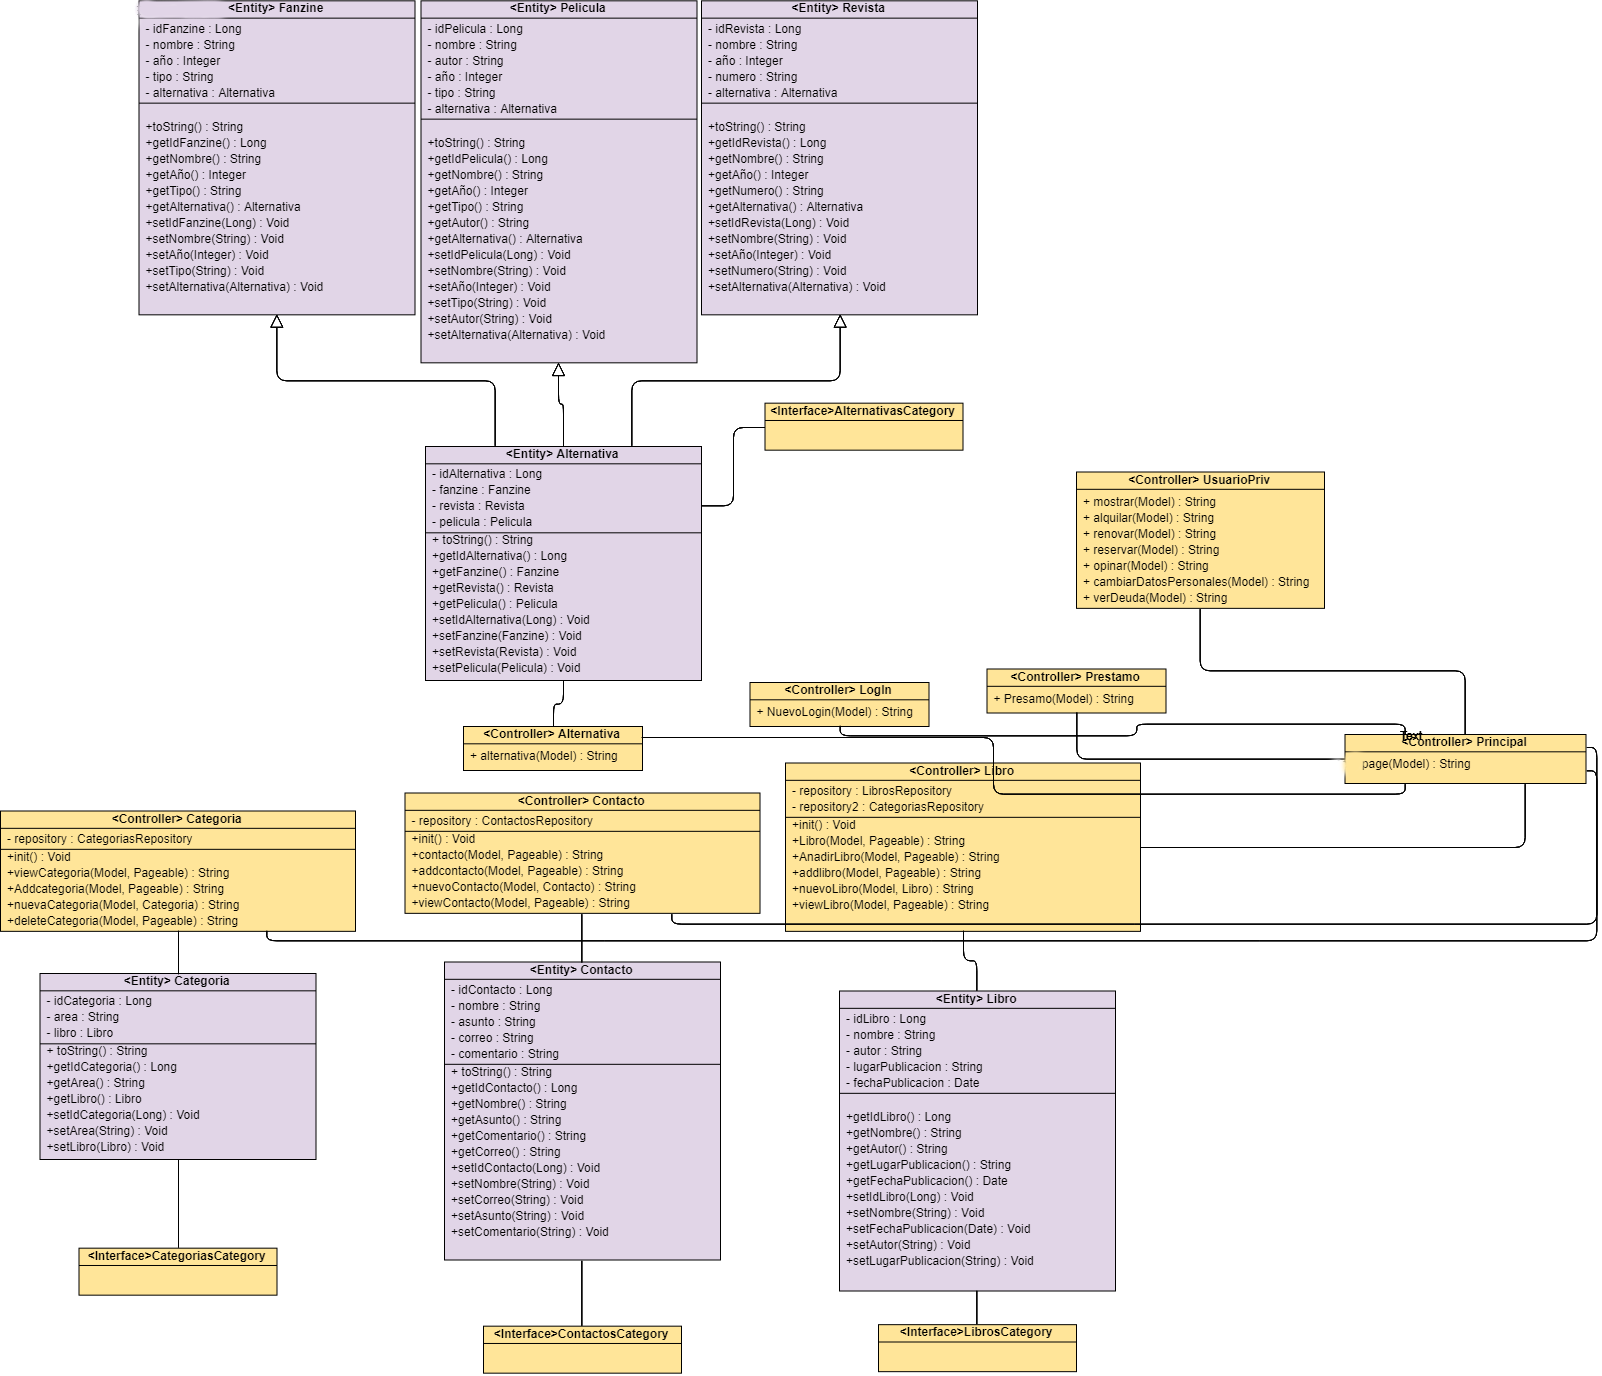 <Entity> Fanzine
- idFanzine : Long
- nombre : String
- año : Integer
- tipo : String
- alternativa : Alternativa
+toString() : String
+getIdFanzine() : Long
+getNombre() : String
+getAño() : Integer
+getTipo() : String
+getAlternativa() : Alternativa
+setIdFanzine(Long) : Void
+setNombre(String) : Void
+setAño(Integer) : Void
+setTipo(String) : Void
+setAlternativa(Alternativa) : Void
<Entity> Pelicula
- idPelicula : Long
- nombre : String
- autor : String
- año : Integer
- tipo : String
- alternativa : Alternativa
+toString() : String
+getIdPelicula() : Long
+getNombre() : String
+getAño() : Integer
+getTipo() : String
+getAutor() : String
+getAlternativa() : Alternativa
+setIdPelicula(Long) : Void
+setNombre(String) : Void
+setAño(Integer) : Void
+setTipo(String) : Void
+setAutor(String) : Void
+setAlternativa(Alternativa) : Void
<Entity> Revista
- idRevista : Long
- nombre : String
- año : Integer
- numero : String
- alternativa : Alternativa
+toString() : String
+getIdRevista() : Long
+getNombre() : String
+getAño() : Integer
+getNumero() : String
+getAlternativa() : Alternativa
+setIdRevista(Long) : Void
+setNombre(String) : Void
+setAño(Integer) : Void
+setNumero(String) : Void
+setAlternativa(Alternativa) : Void
<Interface>AlternativasCategory
<Entity> Alternativa
- idAlternativa : Long
- fanzine : Fanzine
- revista : Revista
- pelicula : Pelicula
+ toString() : String
+getIdAlternativa() : Long
+getFanzine() : Fanzine
+getRevista() : Revista
+getPelicula() : Pelicula
+setIdAlternativa(Long) : Void
+setFanzine(Fanzine) : Void
+setRevista(Revista) : Void
+setPelicula(Pelicula) : Void
<Controller> UsuarioPriv
+ mostrar(Model) : String
+ alquilar(Model) : String
+ renovar(Model) : String
+ reservar(Model) : String
+ opinar(Model) : String
+ cambiarDatosPersonales(Model) : String
+ verDeuda(Model) : String
<Controller> LogIn
+ NuevoLogin(Model) : String
<Controller> Prestamo
+ Presamo(Model) : String
<Controller> Alternativa
+ alternativa(Model) : String
Text
<Controller> Principal
page(Model) : String
<Controller> Libro
- repository : LibrosRepository
- repository2 : CategoriasRepository
+init() : Void
+Libro(Model, Pageable) : String
+AnadirLibro(Model, Pageable) : String
+addlibro(Model, Pageable) : String
+nuevoLibro(Model, Libro) : String
+viewLibro(Model, Pageable) : String
<Controller> Contacto
- repository : ContactosRepository
+init() : Void
+contacto(Model, Pageable) : String
+addcontacto(Model, Pageable) : String
+nuevoContacto(Model, Contacto) : String
+viewContacto(Model, Pageable) : String
<Controller> Categoria
- repository : CategoriasRepository
+init() : Void
+viewCategoria(Model, Pageable) : String
+Addcategoria(Model, Pageable) : String
+nuevaCategoria(Model, Categoria) : String
+deleteCategoria(Model, Pageable) : String
<Entity> Categoria
- idCategoria : Long
- area : String
- libro : Libro
+ toString() : String
+getIdCategoria() : Long
+getArea() : String
+getLibro() : Libro
+setIdCategoria(Long) : Void
+setArea(String) : Void
+setLibro(Libro) : Void
<Entity> Contacto
- idContacto : Long
- nombre : String
- asunto : String
- correo : String
- comentario : String
+ toString() : String
+getIdContacto() : Long
+getNombre() : String
+getAsunto() : String
+getComentario() : String
+getCorreo() : String
+setIdContacto(Long) : Void
+setNombre(String) : Void
+setCorreo(String) : Void
+setAsunto(String) : Void
+setComentario(String) : Void
<Entity> Libro
- idLibro : Long
- nombre : String
- autor : String
- lugarPublicacion : String
- fechaPublicacion : Date
+getIdLibro() : Long
+getNombre() : String
+getAutor() : String
+getLugarPublicacion() : String
+getFechaPublicacion() : Date
+setIdLibro(Long) : Void
+setNombre(String) : Void
+setFechaPublicacion(Date) : Void
+setAutor(String) : Void
+setLugarPublicacion(String) : Void
<Interface>CategoriasCategory
<Interface>ContactosCategory
<Interface>LibrosCategory